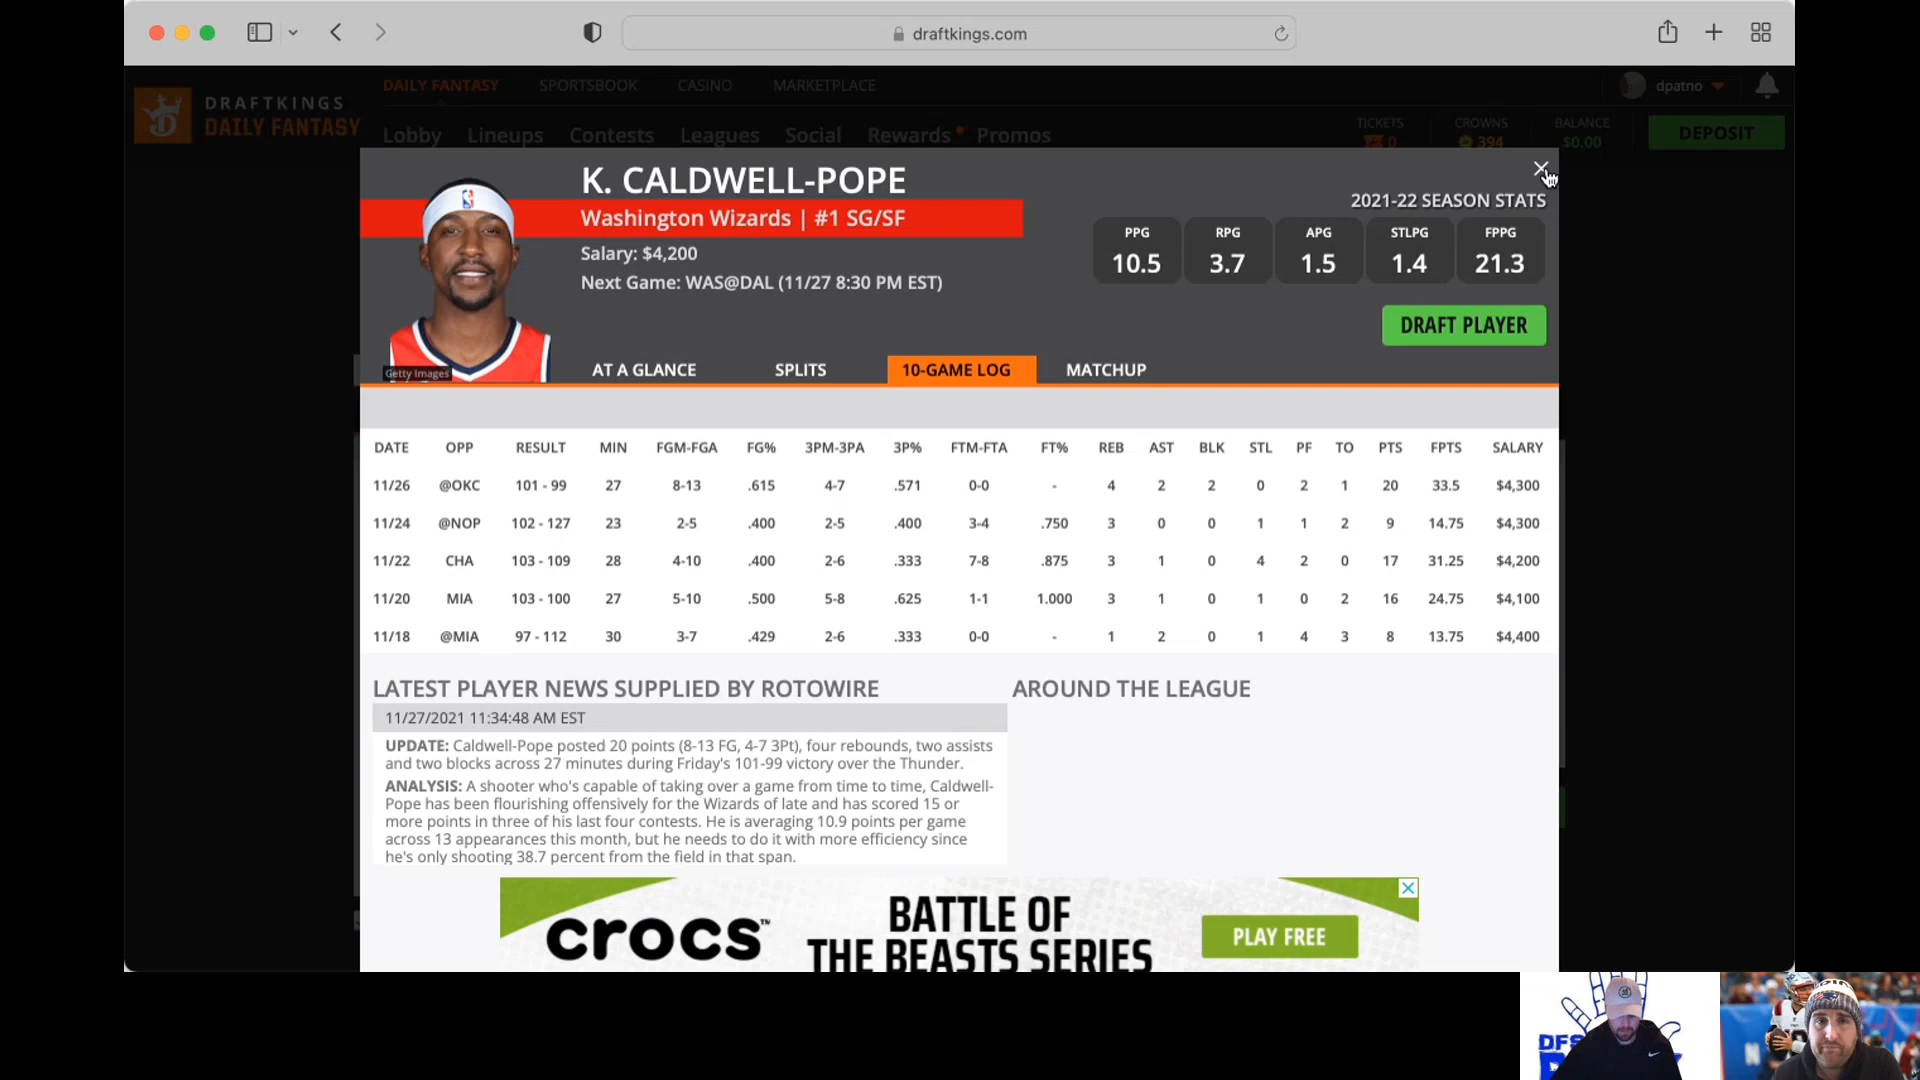 draftkings.com
DAILY FANTASY SPORTSBOOK CASINO MARKETPLACE
dpatno
DRAFTKINGS
DAILY FANTASY
Lobby Lineups Contests Leagues Social Rewards Promos
TICKETS CROWNS BALANCE
0 394 $0.00
DEPOSIT
K. CALDWELL-POPE
Washington Wizards | #1 SG/SF
Salary: $4,200
Next Game: WAS@DAL (11/27 8:30 PM EST)
2021-22 SEASON STATS
PPG RPG APG STLPG FPPG
10.5 3.7 1.5 1.4 21.3
DRAFT PLAYER
Getty Images
AT A GLANCE SPLITS 10-GAME LOG MATCHUP
DATE OPP RESULT MIN FGM-FGA FG% 3PM-3PA 3P% FTM-FTA FT% REB AST BLK STL PF TO PTS FPTS SALARY
11/26 @OKC 101 - 99 27 8-13 .615 4-7 .571 0-0 - 4 2 2 0 2 1 20 33.5 $4,300
11/24 @NOP 102 - 127 23 2-5 .400 2-5 .400 3-4 .750 3 0 0 1 1 2 9 14.75 $4,300
11/22 CHA 103 - 109 28 4-10 .400 2-6 .333 7-8 .875 3 1 0 4 2 0 17 31.25 $4,200
11/20 MIA 103 - 100 27 5-10 .500 5-8 .625 1-1 1.000 3 1 0 1 0 2 16 24.75 $4,100
11/18 @MIA 97 - 112 30 3-7 .429 2-6 .333 0-0 - 1 2 0 1 4 3 8 13.75 $4,400
LATEST PLAYER NEWS SUPPLIED BY ROTOWIRE
AROUND THE LEAGUE
11/27/2021 11:34:48 AM EST
UPDATE: Caldwell-Pope posted 20 points (8-13 FG, 4-7 3Pt), four rebounds, two assists
and two blocks across 27 minutes during Friday's 101-99 victory over the Thunder.
ANALYSIS: A shooter who's capable of taking over a game from time to time, Caldwell-
Pope has been flourishing offensively for the Wizards of late and has scored 15 or
more points in three of his last four contests. He is averaging 10.9 points per game
across 13 appearances this month, but he needs to do it with more efficiency since
he's only shooting 38.7 percent from the field in that span.
crocs™
BATTLE OF
THE BEASTS SERIES
PLAY FREE
DFS